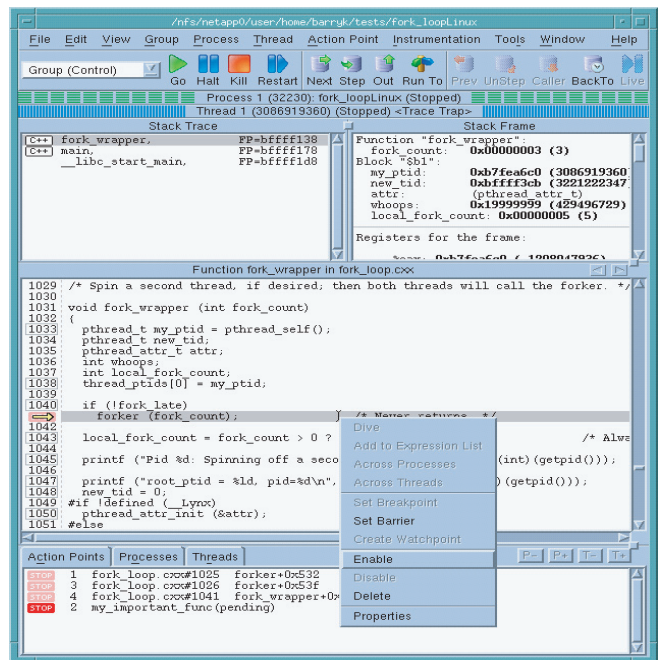 /nfs/netapp0/user/home/barryk/tests/fork_loopLinux
File Edit View Group Process Thread Action Point Instrumentation Tools Window Help
Group (Control)
Go Halt Kill Restart Next Step Out Run To Prev UnStep Caller BackTo Live
Process 1 (32230): fork_loopLinux (Stopped)
Thread 1 (3086919360) (Stopped) <Trace Trap>
Stack Trace
C++ fork_wrapper, FP=bffff138
C++ main, FP=bffff178
__libc_start_main, FP=bffff1d8
Stack Frame
Function "fork_wrapper":
fork_count: 0x00000003 (3)
Block "$b1":
my_ptid: 0xb7fea6c0 (3086919360
new_tid: 0xbffff3cb (3221222347
attr: (pthread_attr_t)
whoops: 0x19999999 (429496729)
local_fork_count: 0x00000005 (5)
Registers for the frame:
Function fork_wrapper in fork_loop.cxx
1029 /* Spin a second thread, if desired; then both threads will call the forker. */
1030
1031 void fork_wrapper (int fork_count)
1032 {
1033 pthread_t my_ptid = pthread_self();
1034 pthread_t new_tid;
1035 pthread_attr_t attr;
1036 int whoops;
1037 int local_fork_count;
1038 thread_ptids[0] = my_ptid;
1039
1040 if (!fork_late)
forker (fork_count); /* Never returns */
1042
1043 local_fork_count = fork_count > 0 ? /* Alwa
1044
1045 printf ("Pid %d: Spinning off a seco (int)(getpid()));
1046
1047 printf ("root_ptid = %ld, pid=%d\n", )(getpid()));
1048 new_tid = 0;
1049 #if !defined (__Lynx)
1050 pthread_attr_init (&attr);
1051 #else
Dive
Add to Expression List
Across Processes
Across Threads
Set Breakpoint
Set Barrier
Create Watchpoint
Enable
Disable
Delete
Properties
Action Points Processes Threads P- P+ T- T+
STOP 1 fork_loop.cxx#1025 forker+0x532
STOP 3 fork_loop.cxx#1026 forker+0x53f
STOP 4 fork_loop.cxx#1041 fork_wrapper+0x
STOP 2 my_important_func(pending)